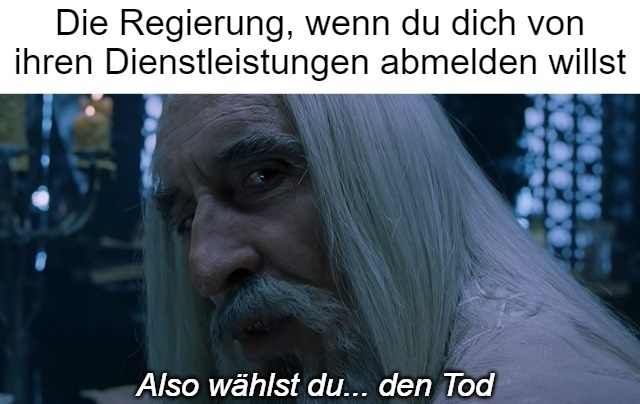 Die Regierung, wenn du dich von
ihren Dienstleistungen abmelden willst
Also wählst du... den Tod